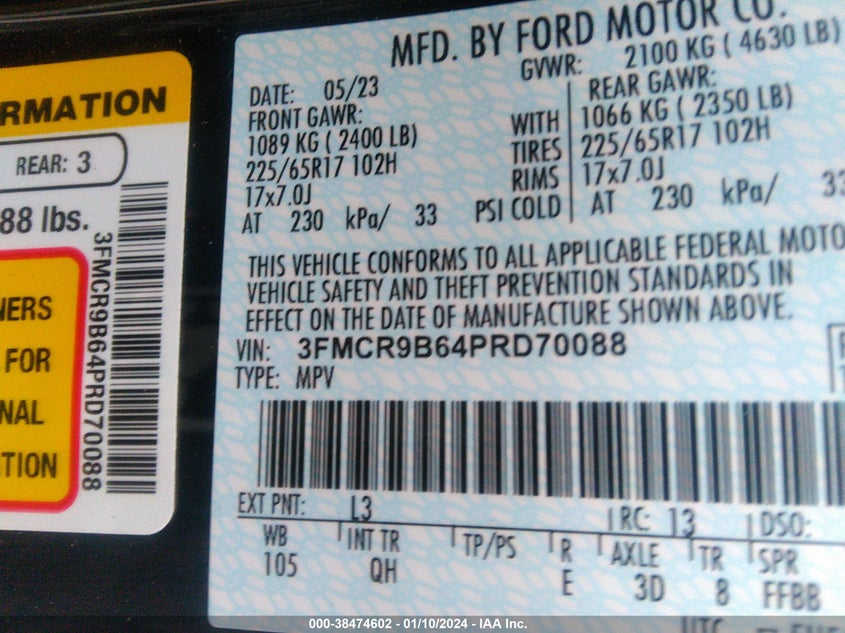 RMATION
REAR: 3
88 lbs.
NERS
FOR
NAL
TION
3FMCR9B64PRD70088
MFD. BY FORD MOTOR CO.
DATE: 05/23
GVWR: 2100 KG ( 4630 LB)
FRONT GAWR:
REAR GAWR:
1089 KG ( 2400 LB)
WITH
1066 KG ( 2350 LB)
225/65R17 102H
TIRES
225/65R17 102H
17x7.0J
RIMS
17x7.0J
AT 230 kPa/ 33 PSI COLD
AT 230 kPa/ 33
THIS VEHICLE CONFORMS TO ALL APPLICABLE FEDERAL MOTO
VEHICLE SAFETY AND THEFT PREVENTION STANDARDS IN
EFFECT ON THE DATE OF MANUFACTURE SHOWN ABOVE.
VIN: 3FMCR9B64PRD70088
TYPE: MPV
EXT PNT: L3
RC: 13
DSO:
WB
INT TR
TP/PS
R
AXLE
TR
SPR
105
QH
E
3D
8
FFBB
000-38474602 - 01/10/2024 - IAA Inc.